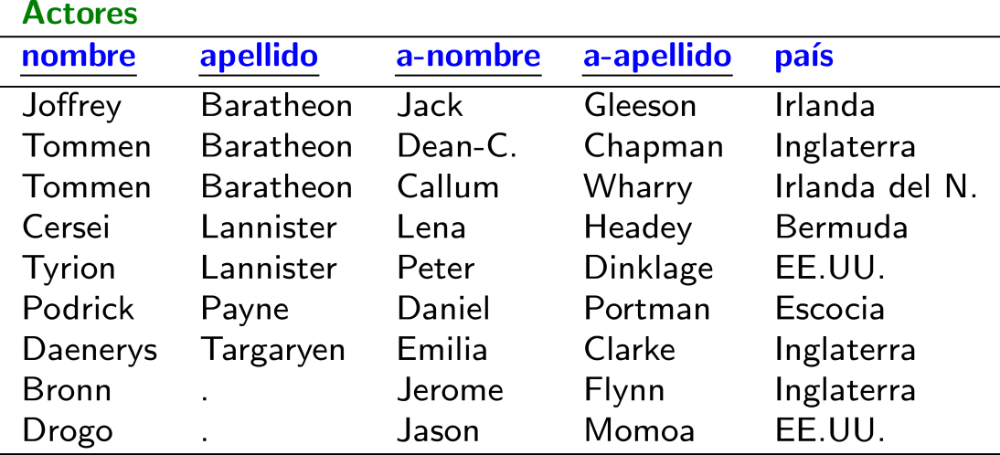 Actores
nombre apellido a-nombre a-apellido país
Joffrey Baratheon Jack Gleeson Irlanda
Tommen Baratheon Dean-C. Chapman Inglaterra
Tommen Baratheon Callum Wharry Irlanda del N.
Cersei Lannister Lena Headey Bermuda
Tyrion Lannister Peter Dinklage EE.UU.
Podrick Payne Daniel Portman Escocia
Daenerys Targaryen Emilia Clarke Inglaterra
Bronn . Jerome Flynn Inglaterra
Drogo . Jason Momoa EE.UU.